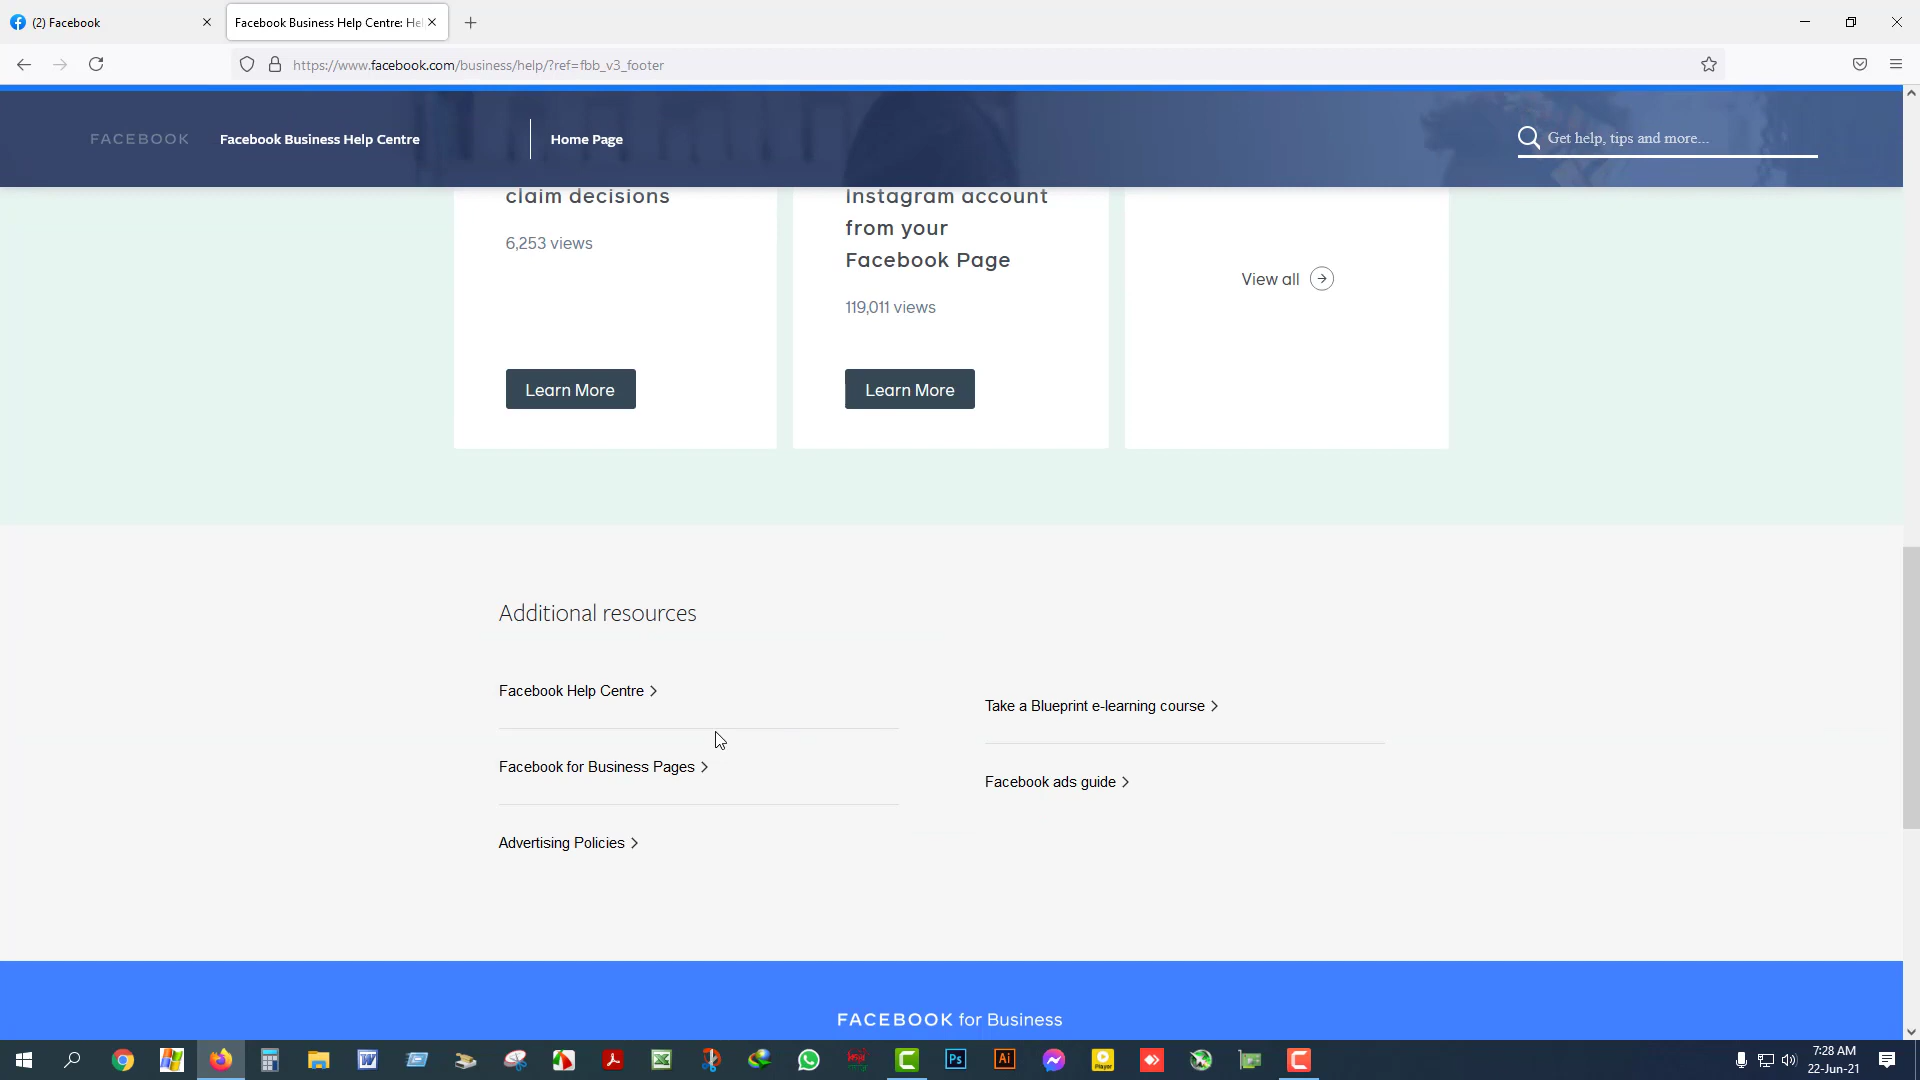 (2) Facebook
Facebook Business Help Centre: He
https://www.facebook.com/business/help/?ref=fbb_v3_footer
FACEBOOK
Facebook Business Help Centre
Home Page
Get help, tips and more...
claim decisions
6,253 views
Learn More
Instagram account
from your
Facebook Page
119,011 views
Learn More
View all
Additional resources
Facebook Help Centre
Facebook for Business Pages
Advertising Policies
Take a Blueprint e-learning course
Facebook ads guide
FACEBOOK for Business
Ps
Ai
Player
7:28 AM
22-Jun-21